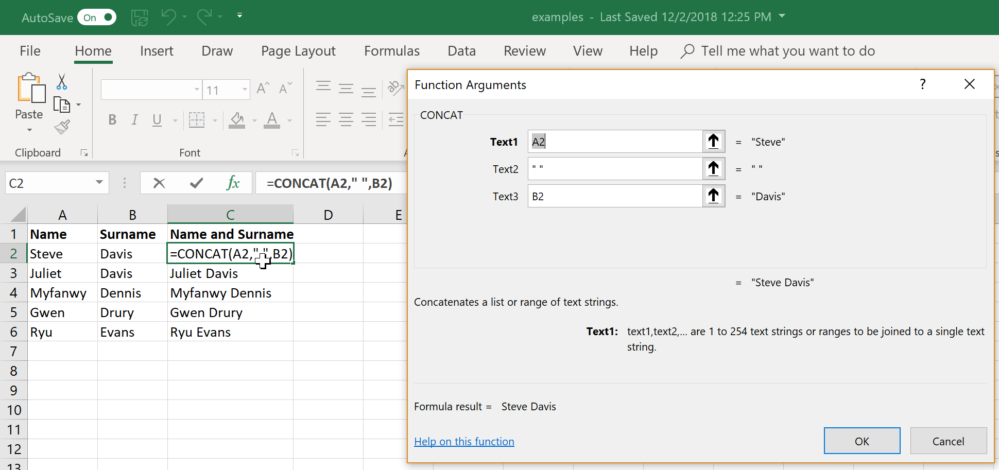 AutoSave On examples - Last Saved 12/2/2018 12:25 PM
File Home Insert Draw Page Layout Formulas Data Review View Help Tell me what you want to do
Paste
11
B I U A
Clipboard Font
Function Arguments ? 
CONCAT
Text1 A2 = "Steve"
Text2 " " = " "
Text3 B2 = "Davis"
= "Steve Davis"
Concatenates a list or range of text strings.
Text1: text1,text2,... are 1 to 254 text strings or ranges to be joined to a single text
string.
Formula result = Steve Davis
Help on this function
OK Cancel
C2 fx =CONCAT(A2," ",B2)
A B C D E
1 Name Surname Name and Surname
2 Steve Davis =CONCAT(A2," ",B2)
3 Juliet Davis Juliet Davis
4 Myfanwy Dennis Myfanwy Dennis
5 Gwen Drury Gwen Drury
6 Ryu Evans Ryu Evans
7
8
9
10
11
12
13